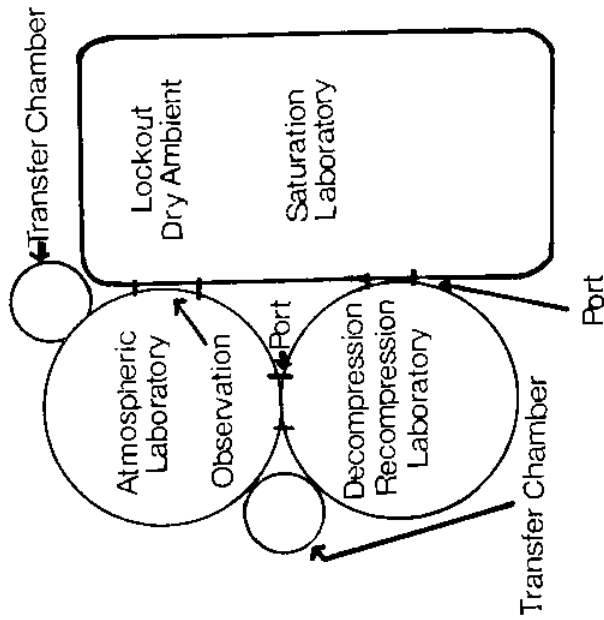 Transfer Chamber
Lockout
Dry Ambient
Saturation
Laboratory
Atmospheric
Laboratory
Observation
Port
Decompression
Recompression
Laboratory
Port
Transfer Chamber